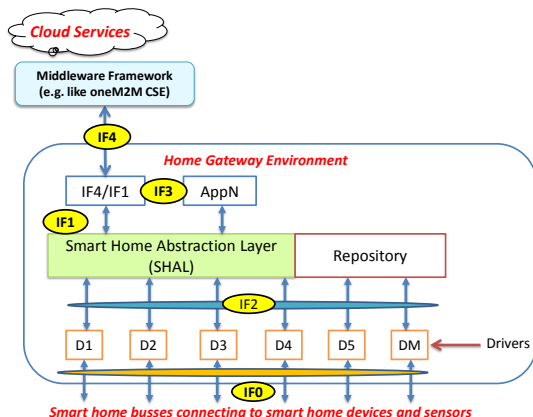 Cloud Services
Middleware Framework
(e.g. like oneM2M CSE)
IF4
Home Gateway Environment
IF4/IF1
IF3
AppN
IF1
Smart Home Abstraction Layer
(SHAL)
Repository
IF2
D1
D2
D3
D4
D5
DM
Drivers
IF0
Smart home busses connecting to smart home devices and sensors